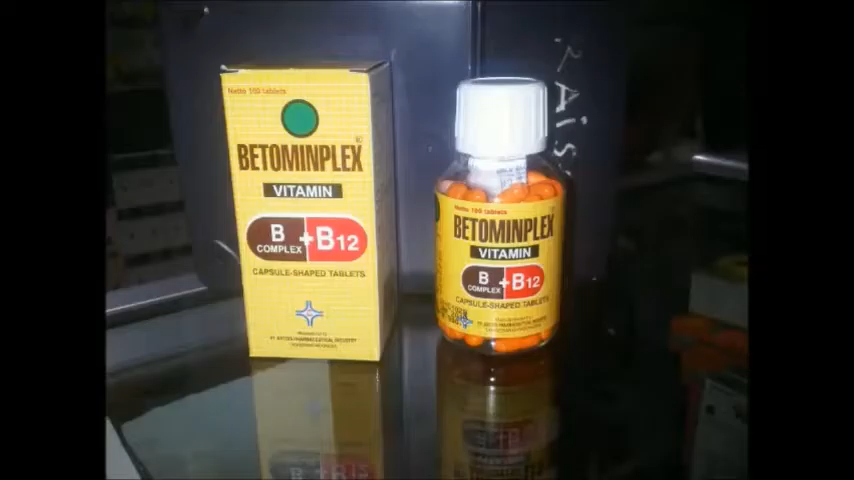 Netto 100 tablets
BETOMINPLEX®
VITAMIN
B COMPLEX + B12
CAPSULE-SHAPED TABLETS
Netto 100 tablets
BETOMINPLEX
VITAMIN
B COMPLEX + B12
CAPSULE-SHAPED TABLETS